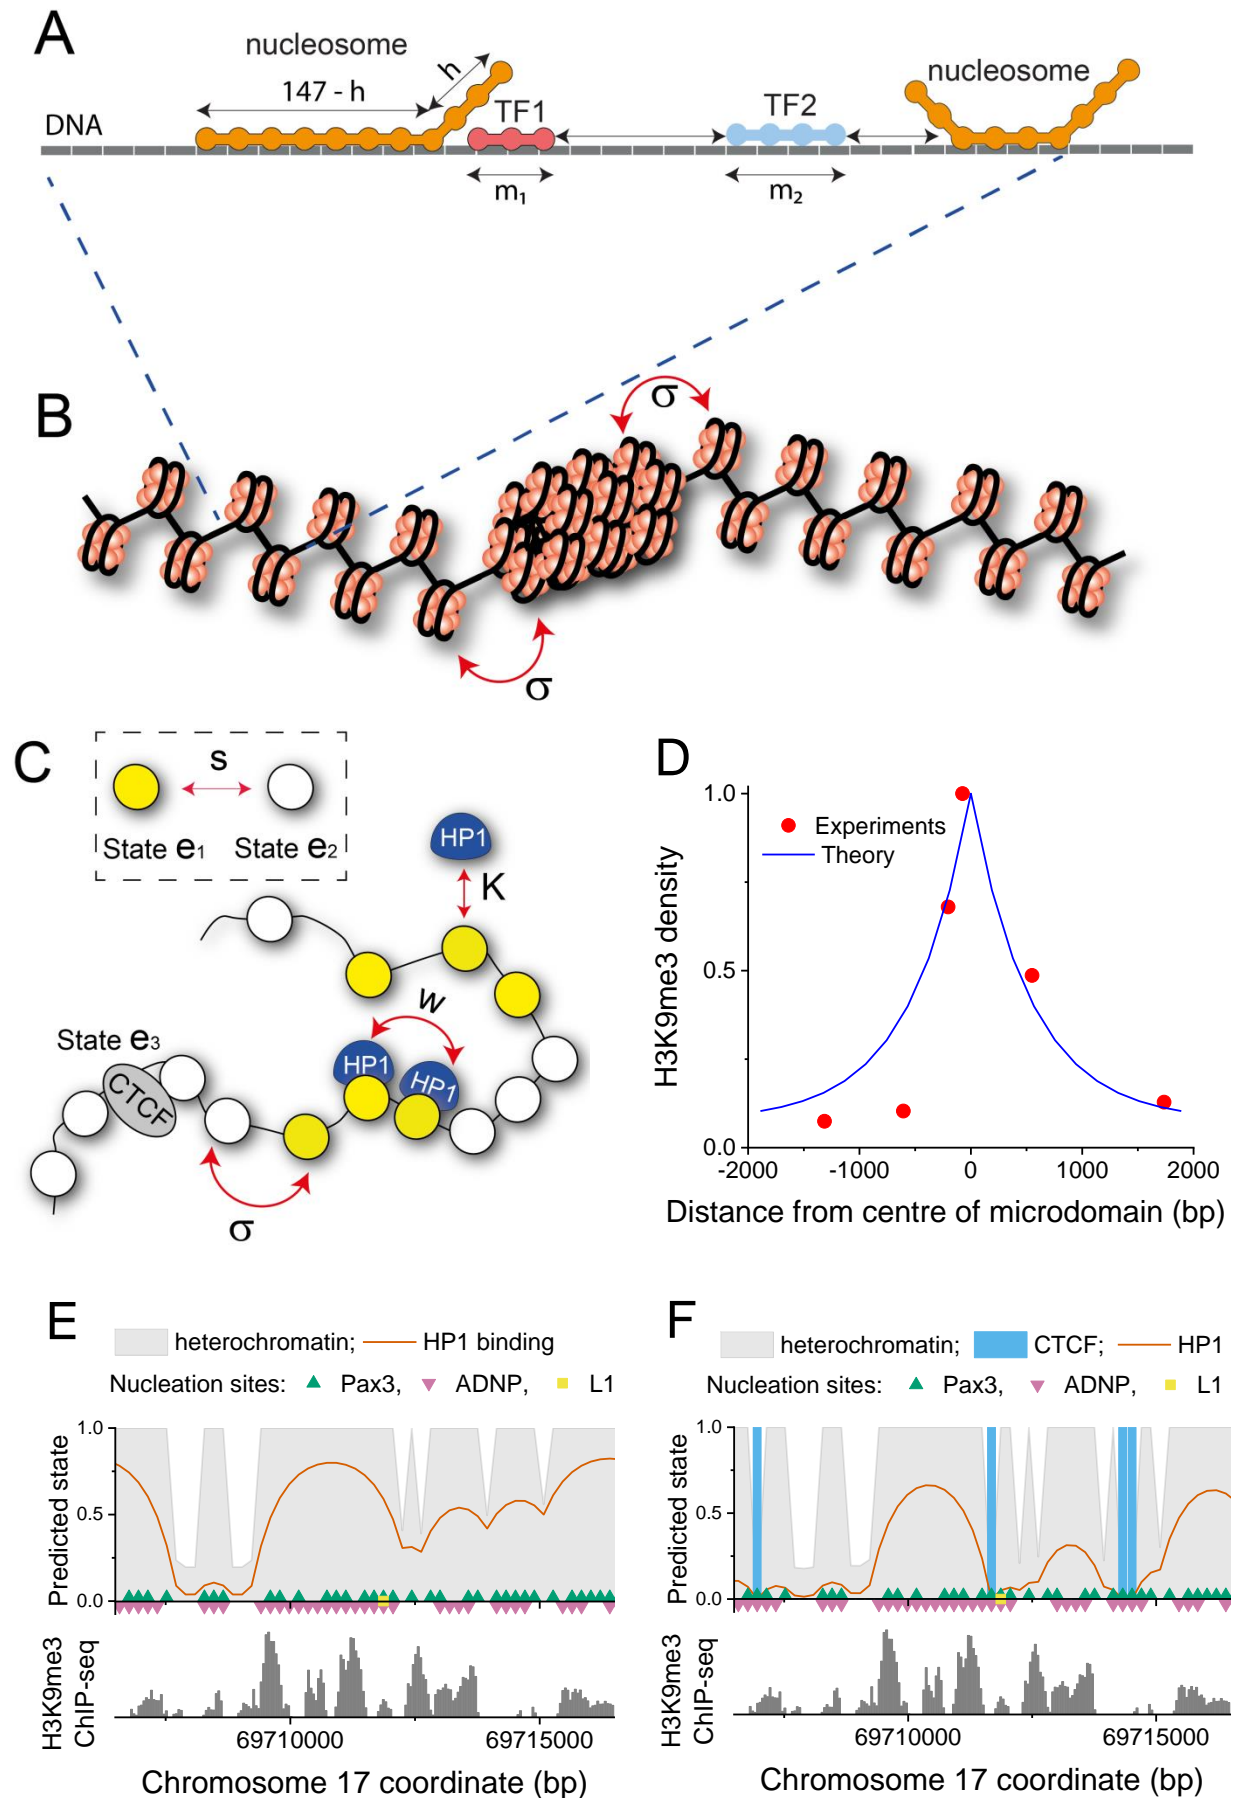 A
nucleosome
147 - h
h
TF1
TF2
nucleosome
DNA
m₁
m₂
B
σ
σ
C
s
State e₁ State e₂
HP1
K
w
HP1
HP1
State e₃
CTCF
σ
D
1.0
0.5
0.0
H3K9me3 density
Experiments
Theory
-2000 -1000 0 1000 2000
Distance from centre of microdomain (bp)
E
heterochromatin; HP1 binding
Nucleation sites: Pax3, ADNP, L1
1.0
0.5
0.0
Predicted state
H3K9me3
ChIP-seq
69710000 69715000
Chromosome 17 coordinate (bp)
F
heterochromatin; CTCF; HP1
Nucleation sites: Pax3, ADNP, L1
1.0
0.5
0.0
Predicted state
H3K9me3
ChIP-seq
69710000 69715000
Chromosome 17 coordinate (bp)